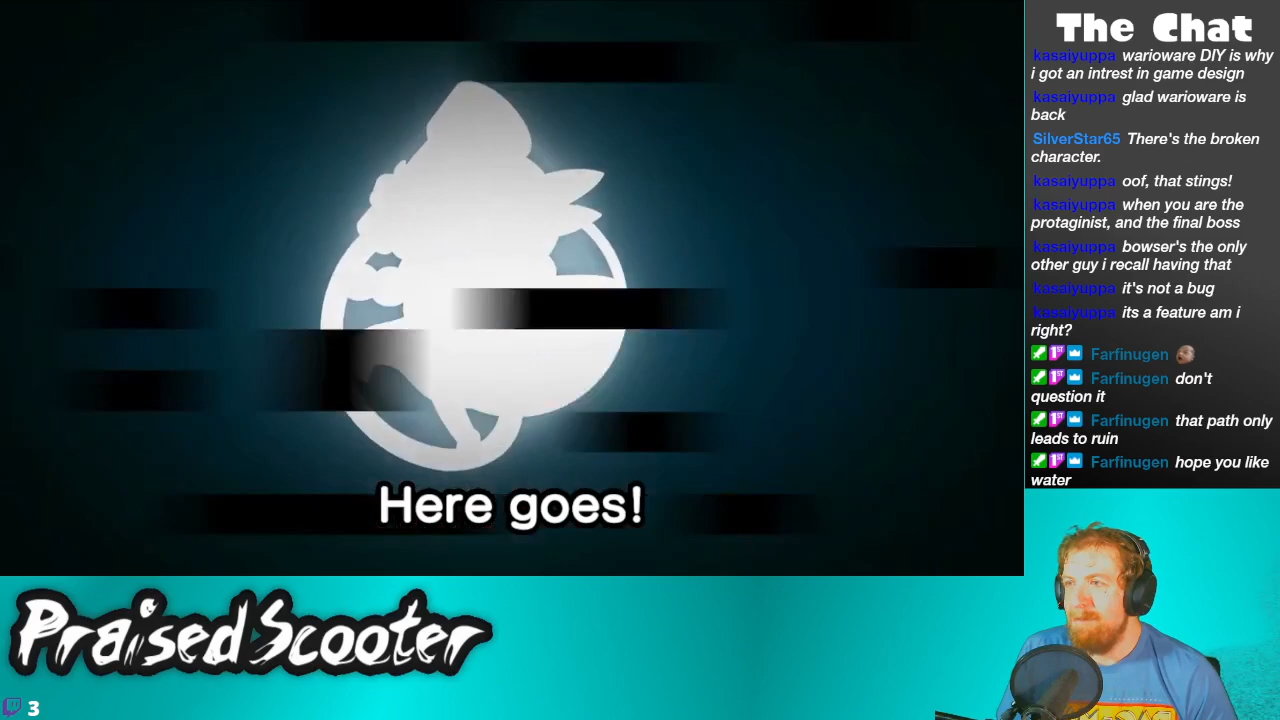 The Chat
kasaiyuppa warioware DIY is why
i got an intrest in game design
kasaiyuppa glad warioware is
back
SilverStar65 There's the broken
character.
kasaiyuppa oof, that stings!
kasaiyuppa when you are the
protaginist, and the final boss
kasaiyuppa bowser's the only
other guy i recall having that
kasaiyuppa it's not a bug
kasaiyuppa its a feature am i
right?
1ST Farfinugen
1ST Farfinugen don't
question it
1ST Farfinugen that path only
leads to ruin
1ST Farfinugen hope you like
water
Here goes!
PraisedScooter
3